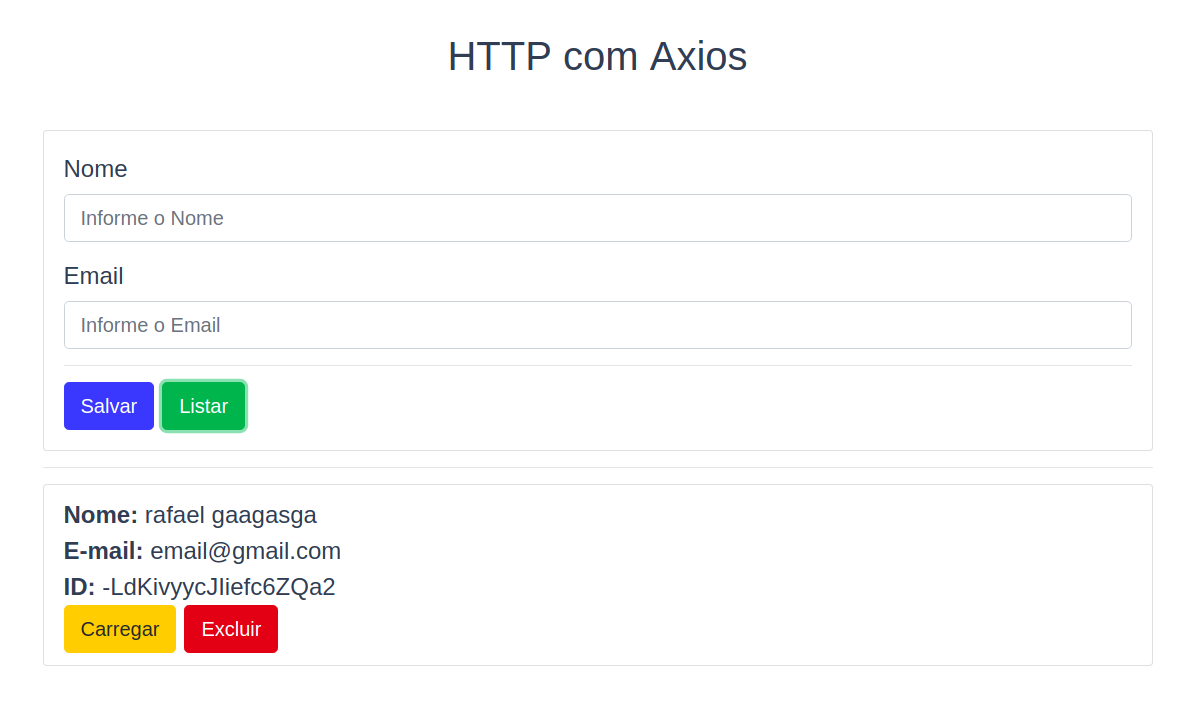 HTTP com Axios
Nome
Informe o Nome
Email
Informe o Email
Salvar Listar
Nome: rafael gaagasga
E-mail: email@gmail.com
ID: -LdKivyycJIiefc6ZQa2
Carregar Excluir